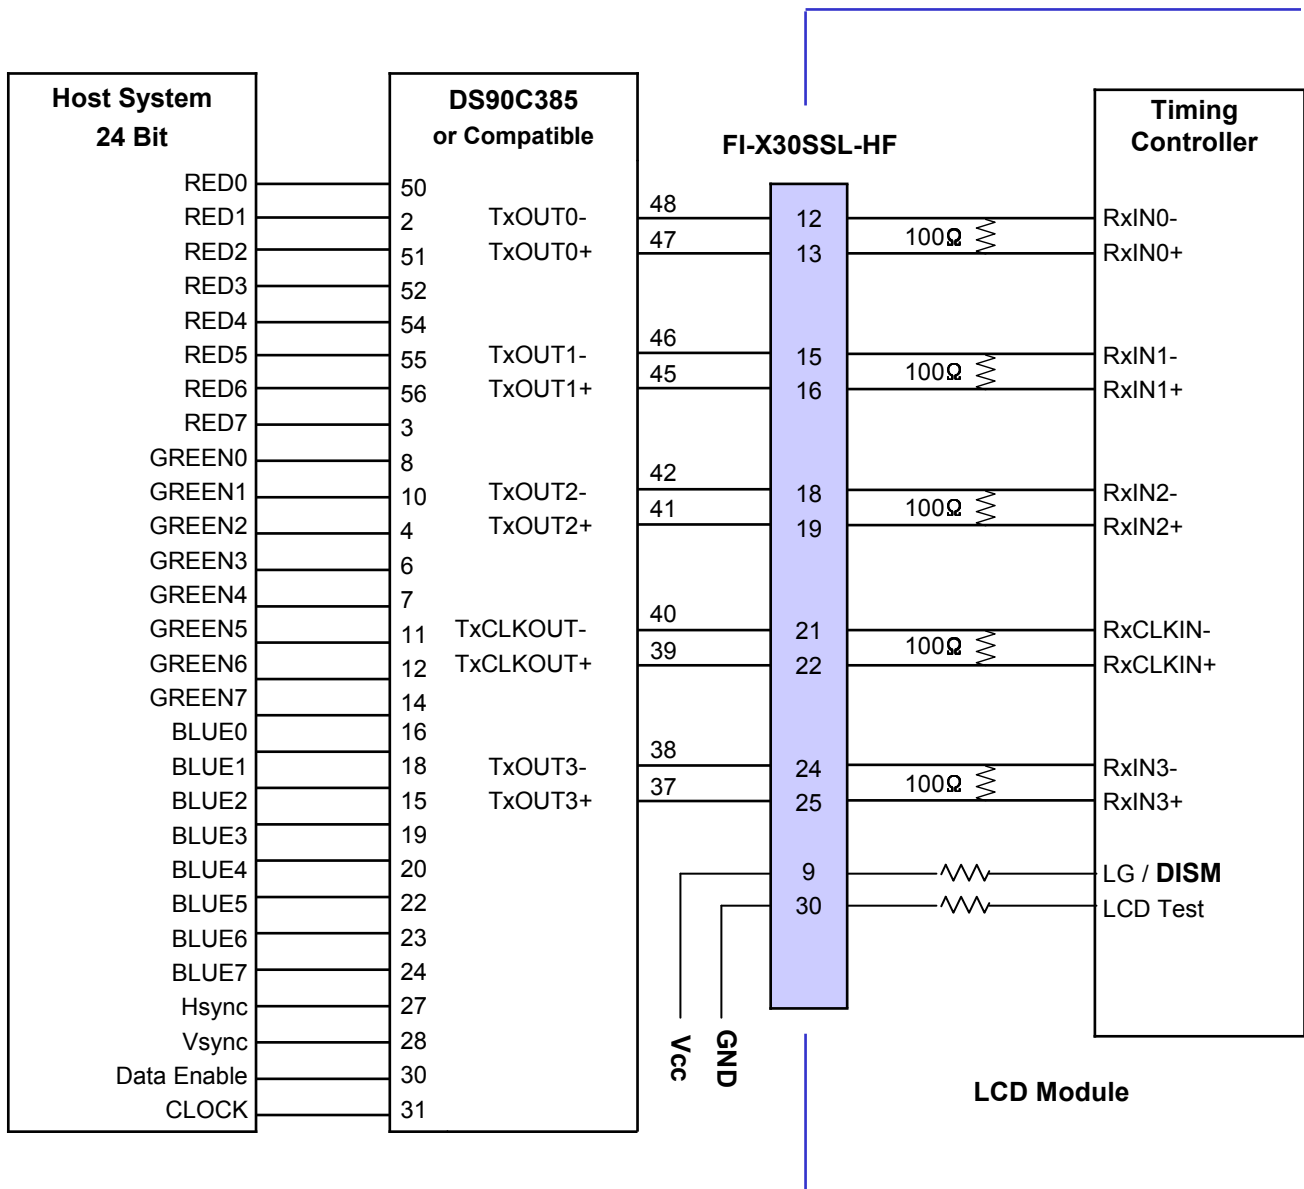 Host System
24 Bit
RED0
RED1
RED2
RED3
RED4
RED5
RED6
RED7
GREEN0
GREEN1
GREEN2
GREEN3
GREEN4
GREEN5
GREEN6
GREEN7
BLUE0
BLUE1
BLUE2
BLUE3
BLUE4
BLUE5
BLUE6
BLUE7
Hsync
Vsync
Data Enable
CLOCK
DS90C385
or Compatible
50
2
51
52
54
55
56
3
8
10
4
6
7
11
12
14
16
18
15
19
20
22
23
24
27
28
30
31
TxOUT0-
TxOUT0+
TxOUT1-
TxOUT1+
TxOUT2-
TxOUT2+
TxCLKOUT-
TxCLKOUT+
TxOUT3-
TxOUT3+
48
47
46
45
42
41
40
39
38
37
Vcc
GND
FI-X30SSL-HF
12
13
15
16
18
19
21
22
24
25
9
30
100Ω
100Ω
100Ω
100Ω
100Ω
Timing
Controller
RxIN0-
RxIN0+
RxIN1-
RxIN1+
RxIN2-
RxIN2+
RxCLKIN-
RxCLKIN+
RxIN3-
RxIN3+
LG / DISM
LCD Test
LCD Module